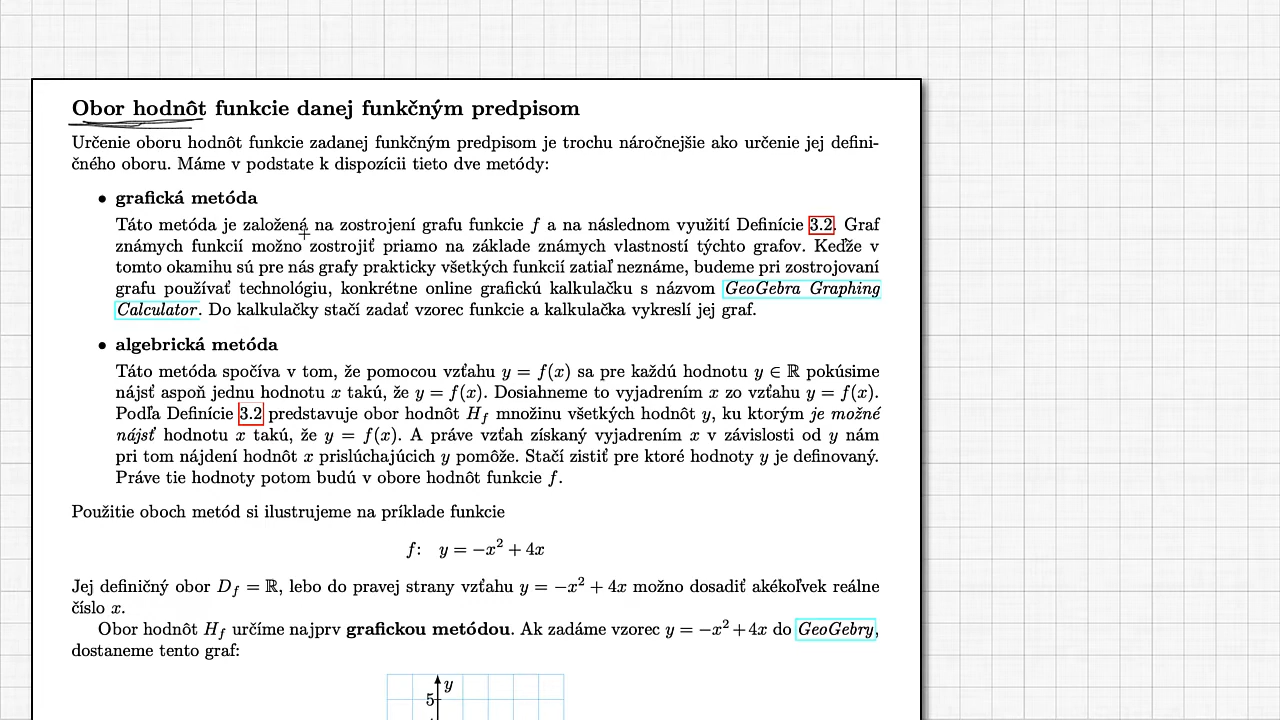 Obor hodnôt funkcie danej funkčným predpisom
Určenie oboru hodnôt funkcie zadanej funkčným predpisom je trochu náročnejšie ako určenie jej defini-
čného oboru. Máme v podstate k dispozícii tieto dve metódy:
• grafická metóda
Táto metóda je založená na zostrojení grafu funkcie f a na následnom využití Definície 3.2. Graf
známych funkcií možno zostrojiť priamo na základe známych vlastností týchto grafov. Keďže v
tomto okamihu sú pre nás grafy prakticky všetkých funkcií zatiaľ neznáme, budeme pri zostrojovaní
grafu používať technológiu, konkrétne online grafickú kalkulačku s názvom GeoGebra Graphing
Calculator. Do kalkulačky stačí zadať vzorec funkcie a kalkulačka vykreslí jej graf.
• algebrická metóda
Táto metóda spočíva v tom, že pomocou vzťahu y = f(x) sa pre každú hodnotu y ∈ ℝ pokúsime
nájsť aspoň jednu hodnotu x takú, že y = f(x). Dosiahneme to vyjadrením x zo vzťahu y = f(x).
Podľa Definície 3.2 predstavuje obor hodnôt H_f množinu všetkých hodnôt y, ku ktorým je možné
nájsť hodnotu x takú, že y = f(x). A práve vzťah získaný vyjadrením x v závislosti od y nám
pri tom nájdení hodnôt x prislúchajúcich y pomôže. Stačí zistiť pre ktoré hodnoty y je definovaný.
Práve tie hodnoty potom budú v obore hodnôt funkcie f.
Použitie oboch metód si ilustrujeme na príklade funkcie
f: y = −x² + 4x
Jej definičný obor D_f = ℝ, lebo do pravej strany vzťahu y = −x² + 4x možno dosadiť akékoľvek reálne
číslo x.
Obor hodnôt H_f určíme najprv grafickou metódou. Ak zadáme vzorec y = −x² + 4x do GeoGebry,
dostaneme tento graf:
y
5